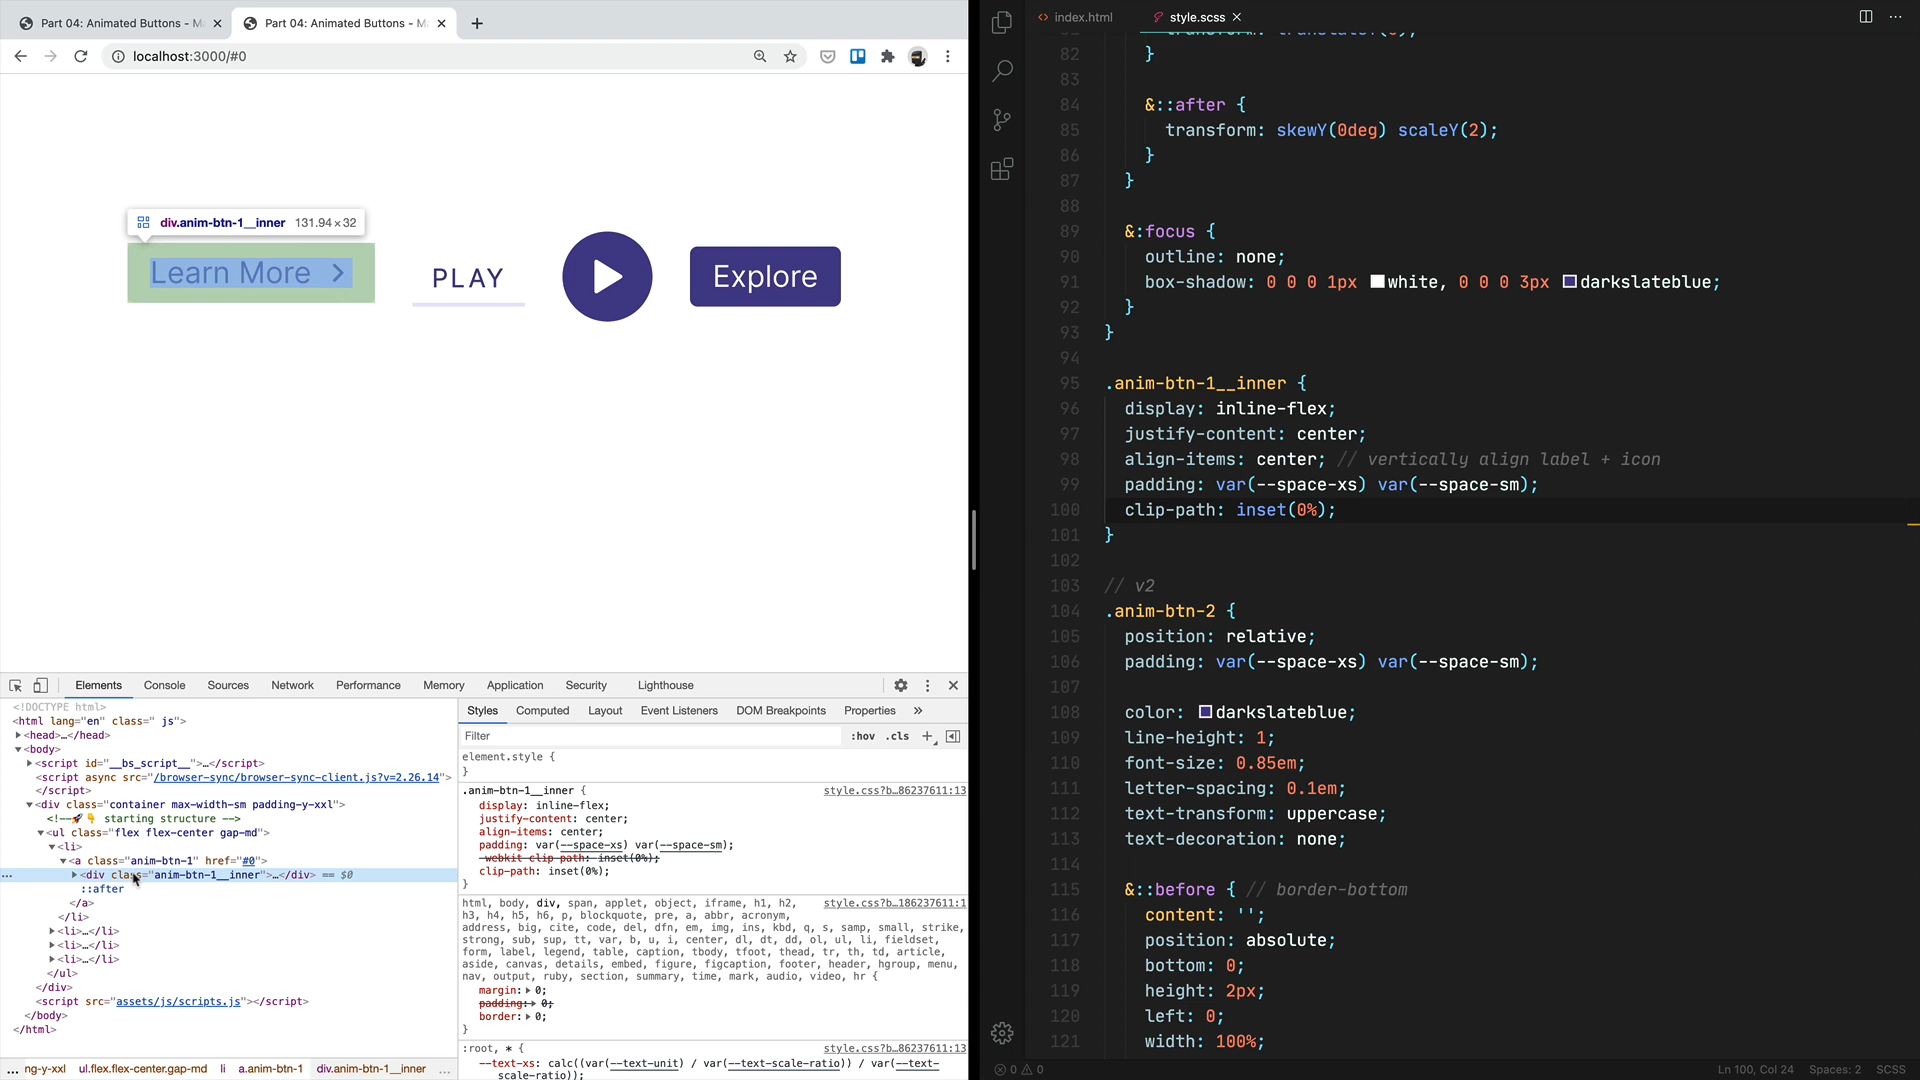 Part 04: Animated Buttons - M
Part 04: Animated Buttons - M
localhost:3000/#0
div.anim-btn-1__inner 131.94×32
Learn More
PLAY
Explore
Elements Console Sources Network Performance Memory Application Security Lighthouse
<!DOCTYPE html>
<html lang="en" class=" js">
<head>…</head>
<body>
<script id="__bs_script__">…</script>
<script async src="/browser-sync/browser-sync-client.js?v=2.26.14">
</script>
<div class="container max-width-sm padding-y-xxl">
<!--🚀👇 starting structure -->
<ul class="flex flex-center gap-md">
<li>
<a class="anim-btn-1" href="#0">
… <div class="anim-btn-1__inner">…</div> == $0
::after
</a>
</li>
<li>…</li>
<li>…</li>
<li>…</li>
</ul>
</div>
<script src="assets/js/scripts.js"></script>
</body>
</html>
… ng-y-xxl ul.flex.flex-center.gap-md li a.anim-btn-1 div.anim-btn-1__inner …
Styles Computed Layout Event Listeners DOM Breakpoints Properties »
Filter :hov .cls +
element.style {
}
.anim-btn-1__inner { style.css?b…86237611:13
display: inline-flex;
justify-content: center;
align-items: center;
padding: var(--space-xs) var(--space-sm);
-webkit-clip-path: inset(0%);
clip-path: inset(0%);
}
html, body, div, span, applet, object, iframe, h1, h2, style.css?b…186237611:1
h3, h4, h5, h6, p, blockquote, pre, a, abbr, acronym,
address, big, cite, code, del, dfn, em, img, ins, kbd, q, s, samp, small, strike,
strong, sub, sup, tt, var, b, u, i, center, dl, dt, dd, ol, ul, li, fieldset,
form, label, legend, table, caption, tbody, tfoot, thead, tr, th, td, article,
aside, canvas, details, embed, figure, figcaption, footer, header, hgroup, menu,
nav, output, ruby, section, summary, time, mark, audio, video, hr {
margin: 0;
padding: 0;
border: 0;
}
:root, * { style.css?b…86237611:13
--text-xs: calc((var(--text-unit) / var(--text-scale-ratio)) / var(--text-
scale-ratio));
index.html style.scss
81 transform: translateY(0);
82 }
83
84 &::after {
85 transform: skewY(0deg) scaleY(2);
86 }
87 }
88
89 &:focus {
90 outline: none;
91 box-shadow: 0 0 0 1px white, 0 0 0 3px darkslateblue;
92 }
93 }
94
95 .anim-btn-1__inner {
96 display: inline-flex;
97 justify-content: center;
98 align-items: center; // vertically align label + icon
99 padding: var(--space-xs) var(--space-sm);
100 clip-path: inset(0%);
101 }
102
103 // v2
104 .anim-btn-2 {
105 position: relative;
106 padding: var(--space-xs) var(--space-sm);
107
108 color: darkslateblue;
109 line-height: 1;
110 font-size: 0.85em;
111 letter-spacing: 0.1em;
112 text-transform: uppercase;
113 text-decoration: none;
114
115 &::before { // border-bottom
116 content: '';
117 position: absolute;
118 bottom: 0;
119 height: 2px;
120 left: 0;
121 width: 100%;
0 0 Ln 100, Col 24 Spaces: 2 SCSS